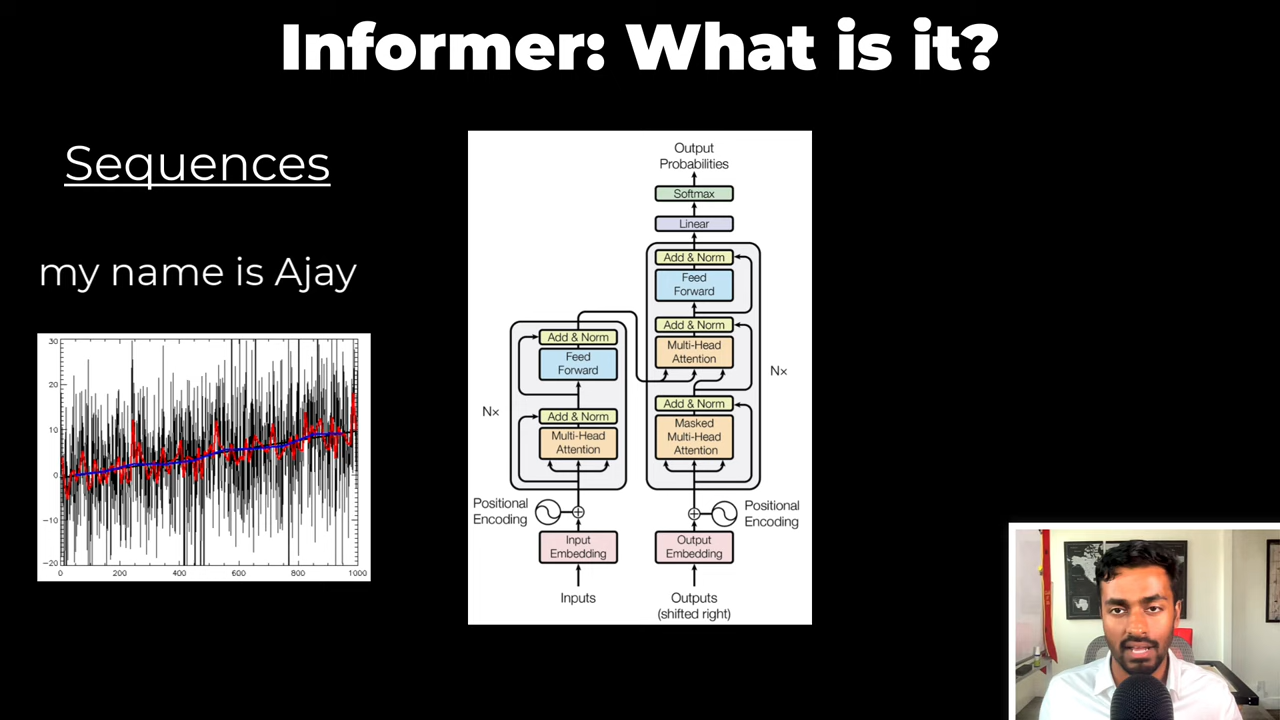 Informer: What is it?
Sequences
my name is Ajay
30
20
10
0
-10
-20
0
200
400
600
800
1000
Output
Probabilities
Softmax
Linear
Add & Norm
Feed
Forward
Add & Norm
Multi-Head
Attention
Add & Norm
Masked
Multi-Head
Attention
N×
Add & Norm
Feed
Forward
N×
Add & Norm
Multi-Head
Attention
Positional
Encoding
Positional
Encoding
Input
Embedding
Output
Embedding
Inputs
Outputs
(shifted right)